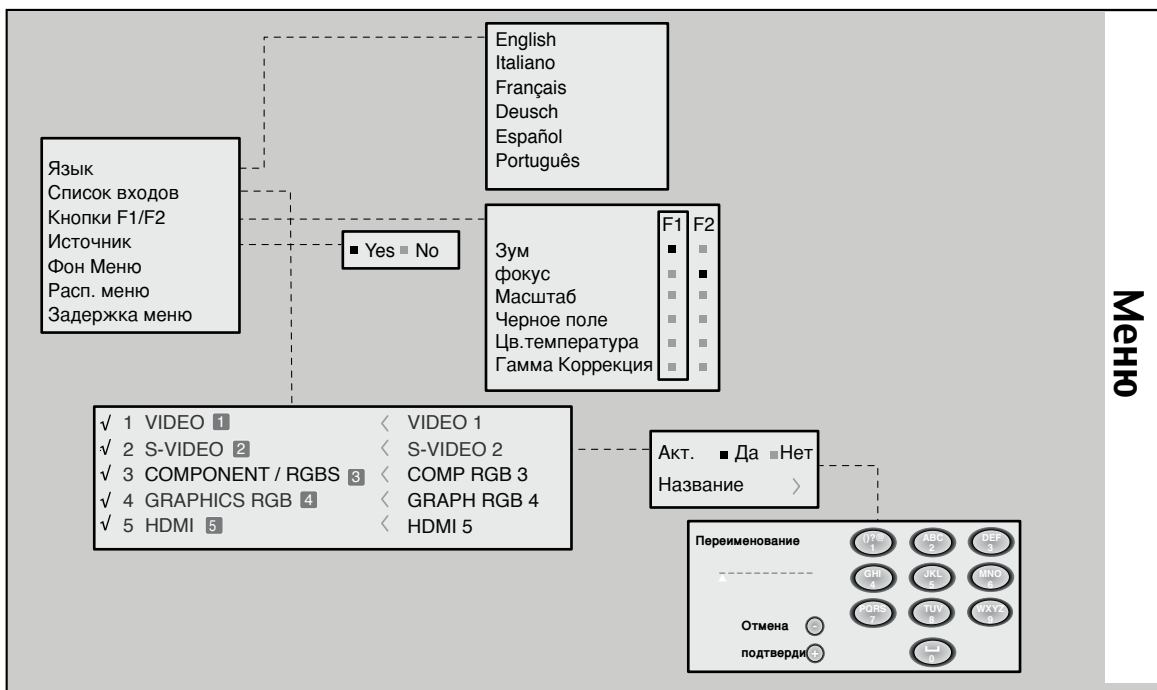 English
Italiano
Français
Deusch
Español
Português
Язык
Список входов
Кнопки F1/F2
Источник
Фон Меню
Расп. меню
Задержка меню
Yes No
F1 F2
Зум
фокус
Масштаб
Черное поле
Цв.температура
Гамма Коррекция
Меню
√ 1 VIDEO 1 < VIDEO 1
√ 2 S-VIDEO 2 < S-VIDEO 2
√ 3 COMPONENT / RGBS 3 < COMP RGB 3
√ 4 GRAPHICS RGB 4 < GRAPH RGB 4
√ 5 HDMI 5 < HDMI 5
Акт. Да Нет
Название >
Переименование
()?@ 1
ABC 2
DEF 3
GHI 4
JKL 5
MNO 6
PQRS 7
TUV 8
WXYZ 9
Отмена -
подтверди +
0